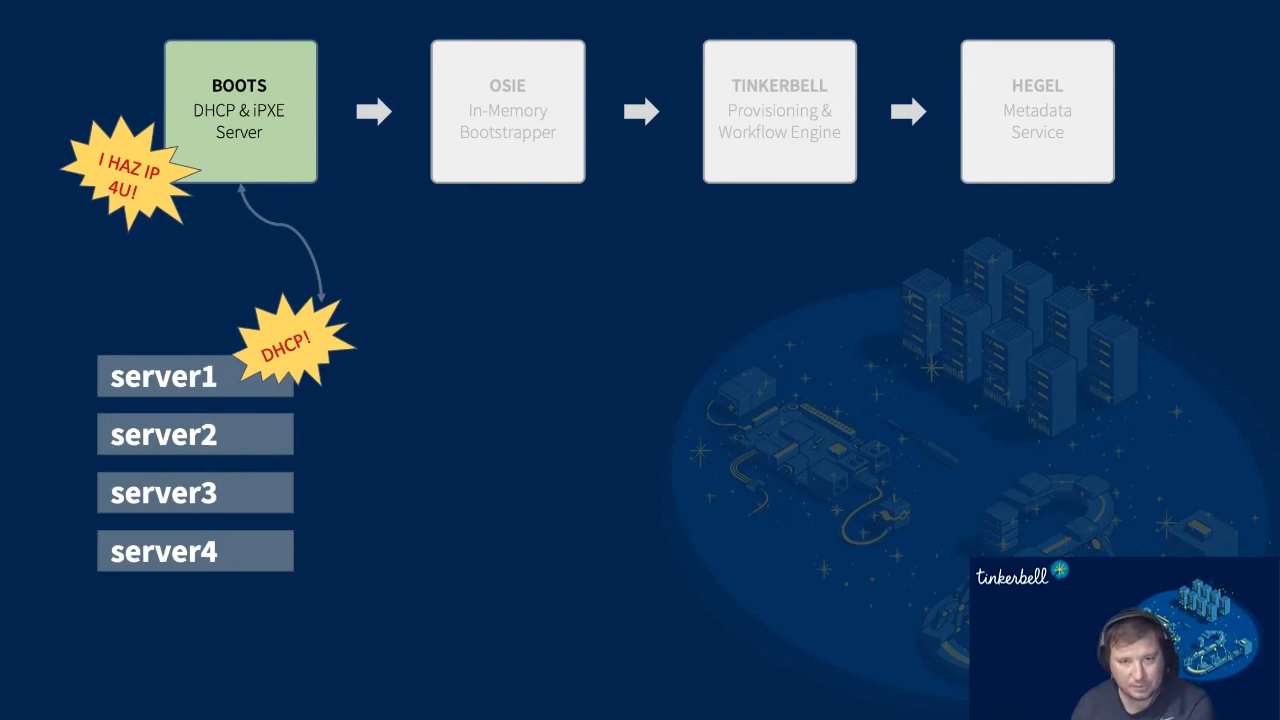 BOOTS
DHCP & iPXE
Server
OSIE
In-Memory
Bootstrapper
TINKERBELL
Provisioning &
Workflow Engine
HEGEL
Metadata
Service
I HAZ IP
4U!
DHCP!
server1
server2
server3
server4
tinkerbell